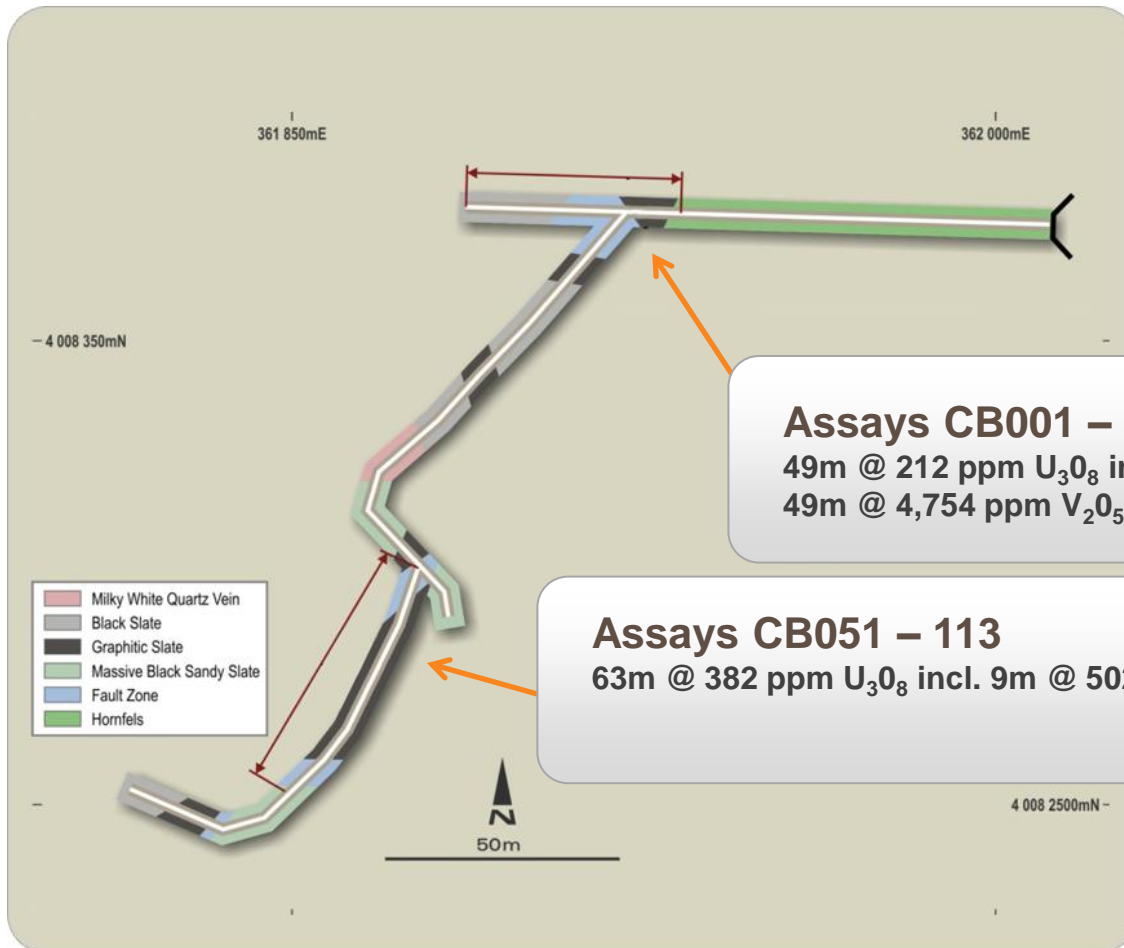 361 850mE
362 000mE
4 008 350mN
Assays CB001 –
49m @ 212 ppm U₃0₈
49m @ 4,754 ppm V₂0₅
Milky White Quartz Vein
Black Slate
Graphitic Slate
Massive Black Sandy Slate
Fault Zone
Hornfels
Assays CB051 – 113
63m @ 382 ppm U₃0₈ incl. 9m @
N
50m
4 008 2500mN